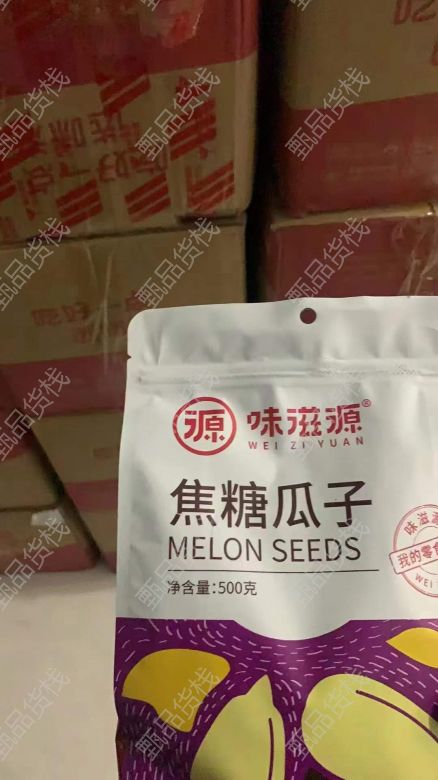 源 味滋源®
WEI ZI YUAN
焦糖瓜子
MELON SEEDS
净含量:500克
味滋源
我的零食
WEI
甄品货栈